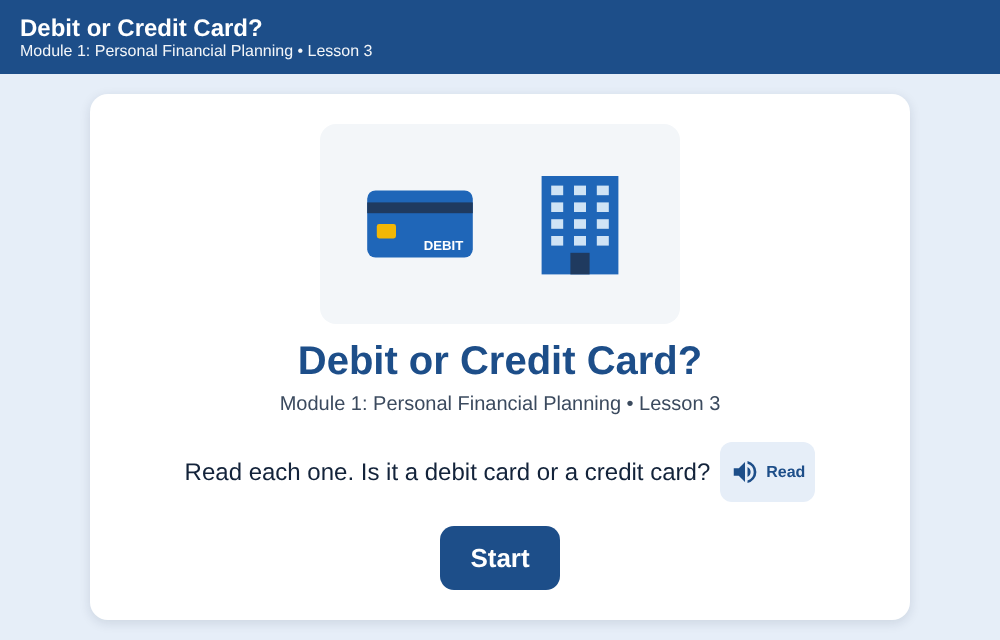 Debit or Credit Card?
Module 1: Personal Financial Planning • Lesson 3
DEBIT
Debit or Credit Card?
Module 1: Personal Financial Planning • Lesson 3
Read each one. Is it a debit card or a credit card?
Read
Start